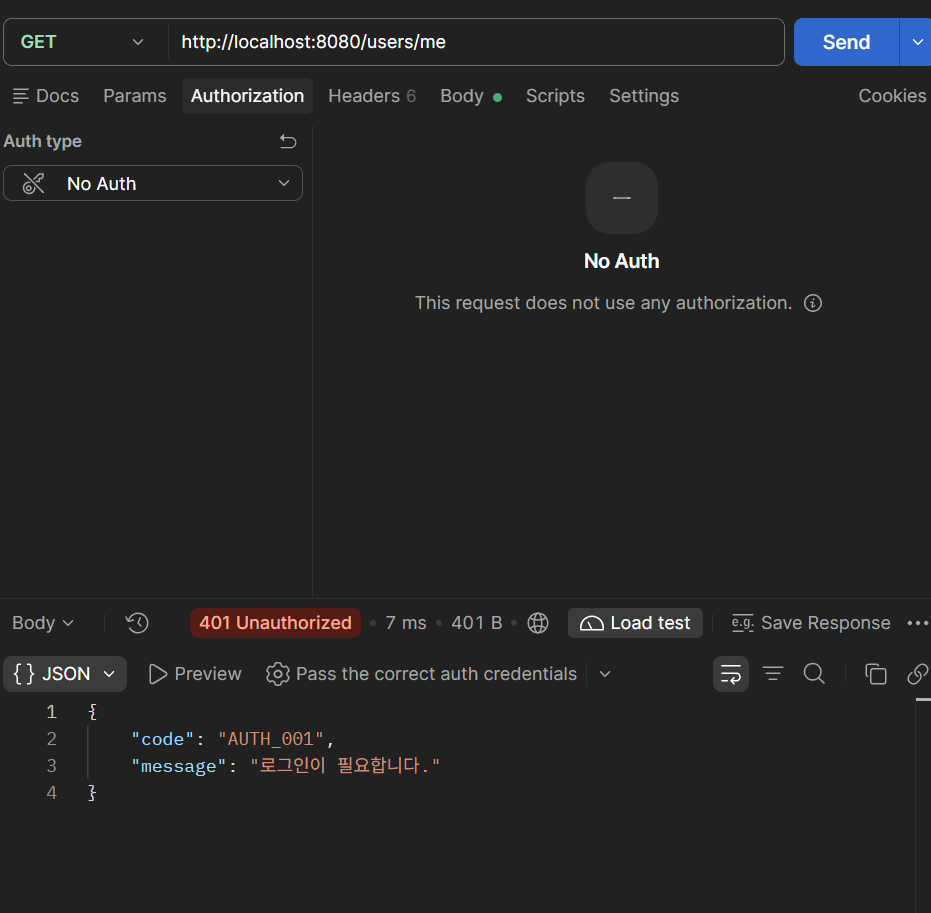 GET http://localhost:8080/users/me Send
Docs Params Authorization Headers 6 Body Scripts Settings Cookies
Auth type
No Auth
No Auth
This request does not use any authorization.
Body 401 Unauthorized • 7 ms • 401 B • Load test e.g. Save Response
{} JSON Preview Pass the correct auth credentials
1 {
2 "code": "AUTH_001",
3 "message": "로그인이 필요합니다."
4 }